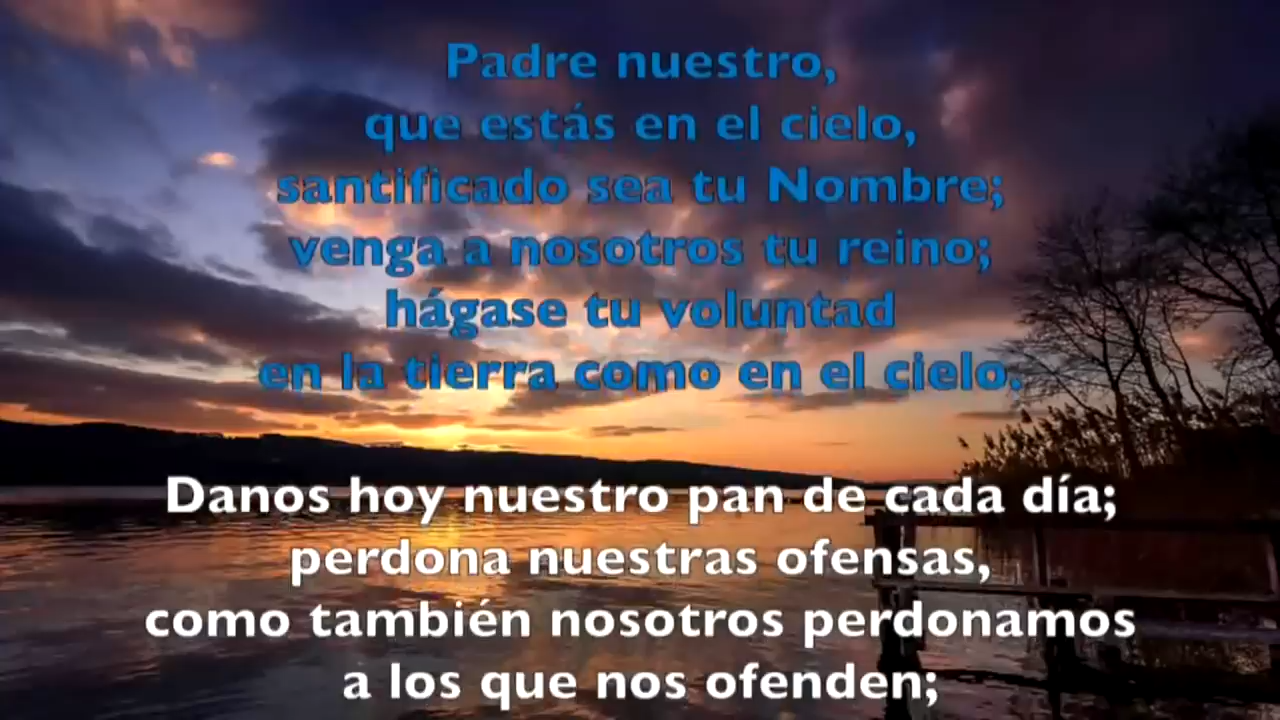 Padre nuestro,
que estás en el cielo,
santificado sea tu Nombre;
venga a nosotros tu reino;
hágase tu voluntad
en la tierra como en el cielo.
Danos hoy nuestro pan de cada día;
perdona nuestras ofensas,
como también nosotros perdonamos
a los que nos ofenden;